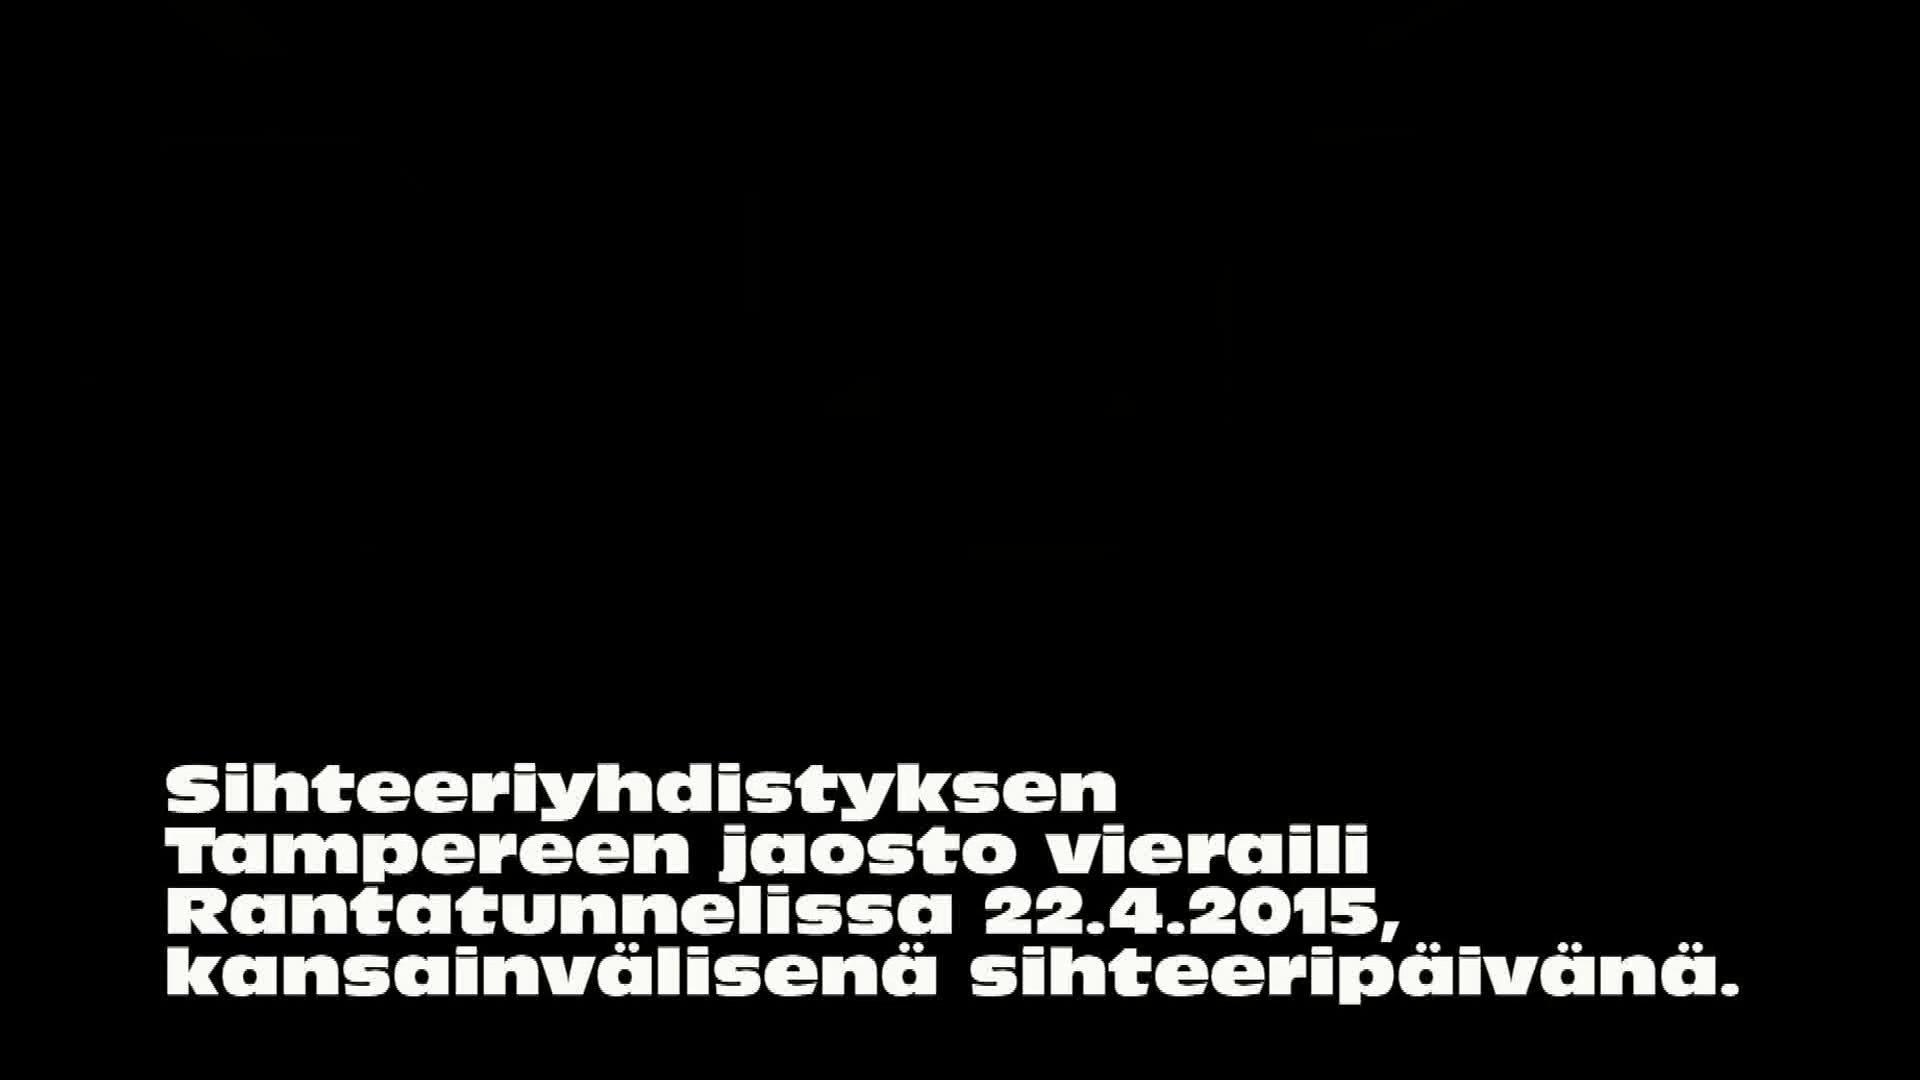 Sihteeriyhdistyksen
Tampereen jaosto vieraili
Rantatunnelissa 22.4.2015,
kansainvälisenä sihteeripäivänä.